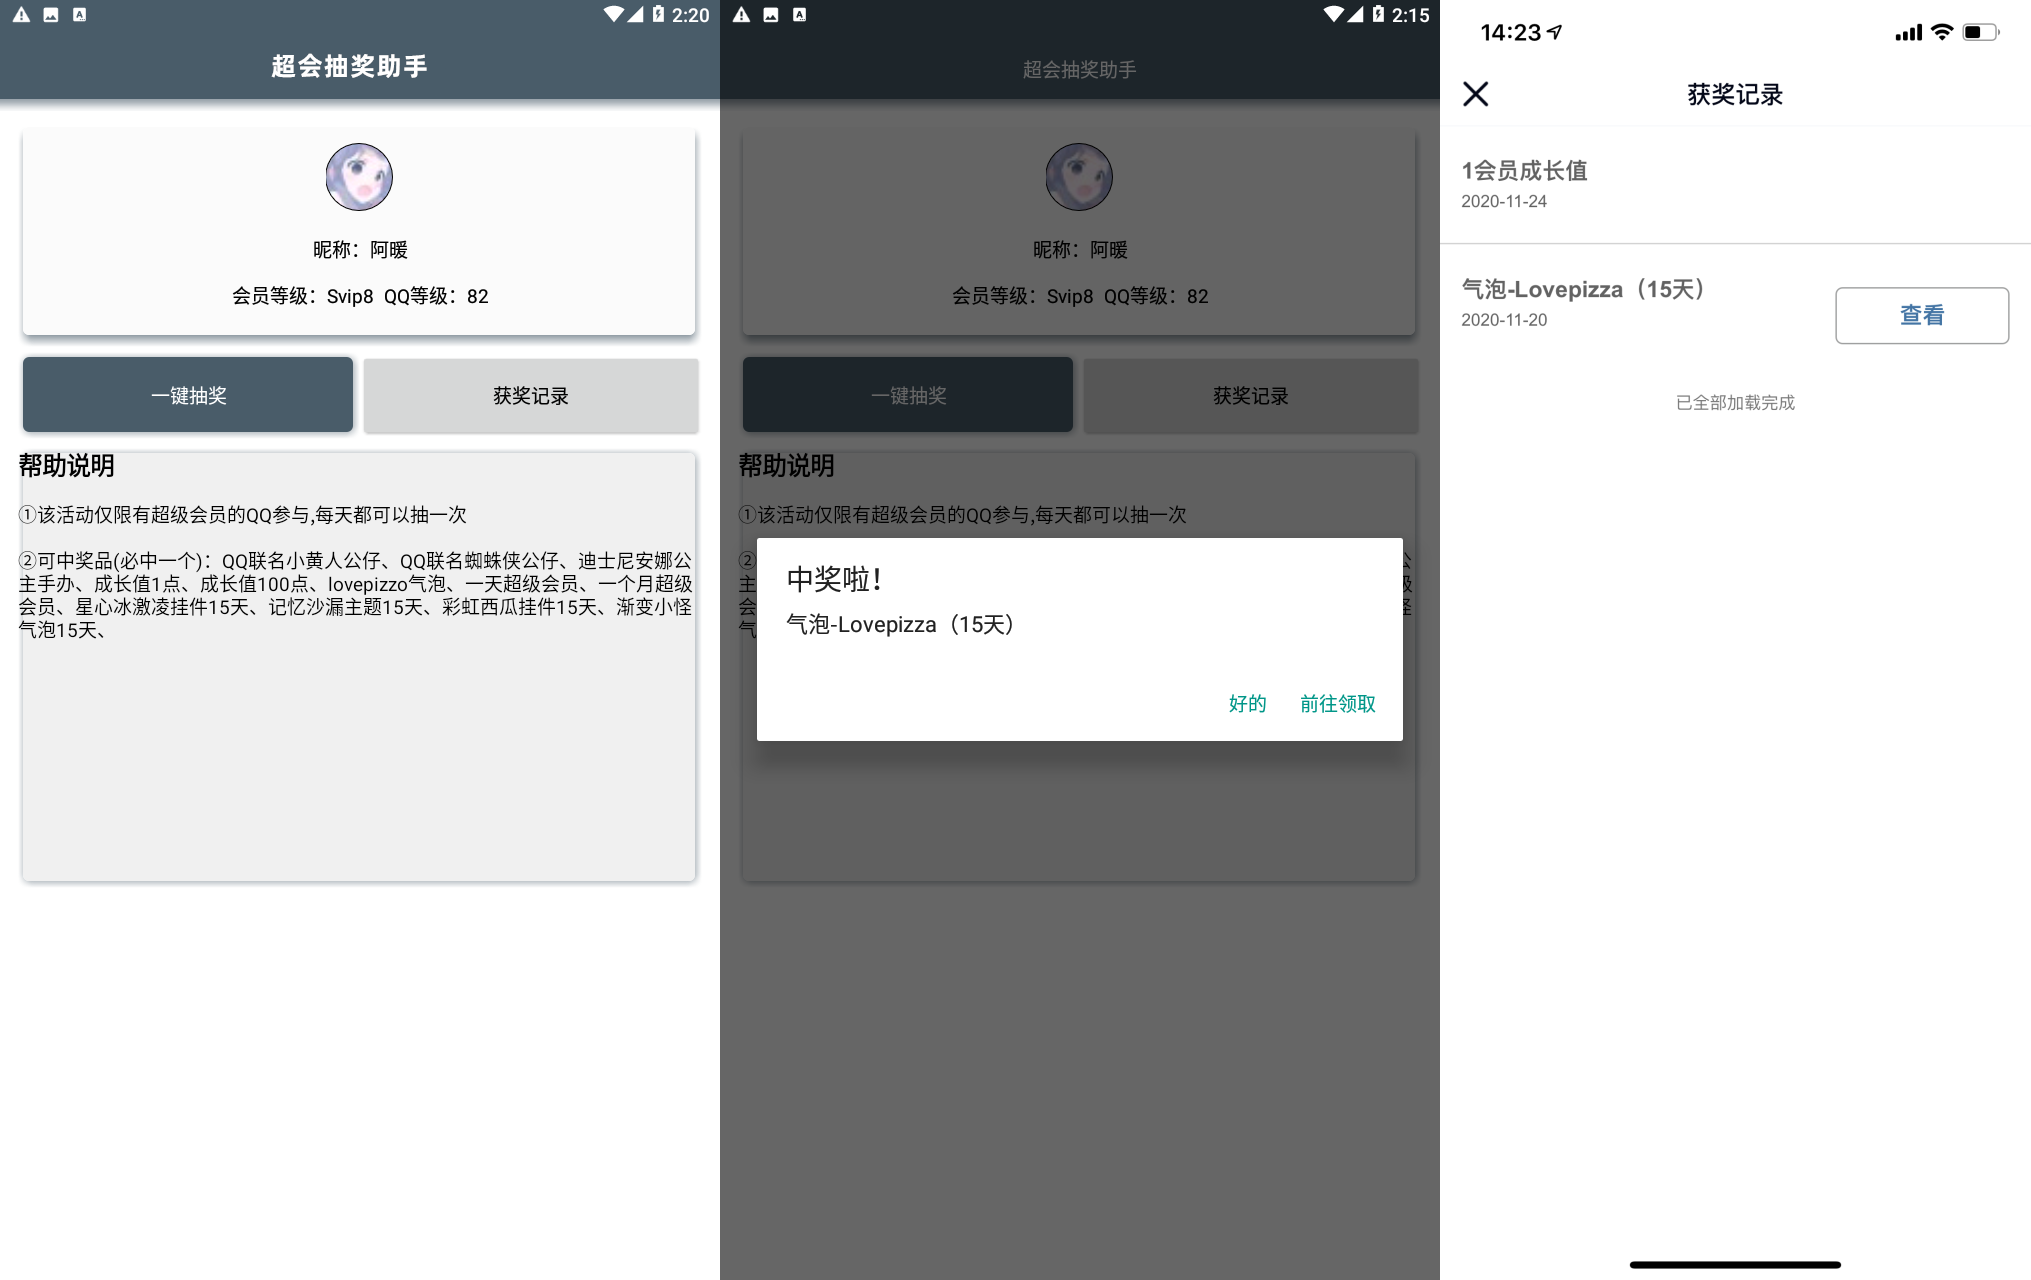 2:20
超会抽奖助手
昵称：阿暖
会员等级：Svip8 QQ等级：82
一键抽奖
获奖记录
帮助说明
①该活动仅限有超级会员的QQ参与,每天都可以抽一次
②可中奖品(必中一个)：QQ联名小黄人公仔、QQ联名蜘蛛侠公仔、迪士尼安娜公
主手办、成长值1点、成长值100点、lovepizzo气泡、一天超级会员、一个月超级
会员、星心冰激凌挂件15天、记忆沙漏主题15天、彩虹西瓜挂件15天、渐变小怪
气泡15天、
2:15
超会抽奖助手
昵称：阿暖
会员等级：Svip8 QQ等级：82
一键抽奖
获奖记录
帮助说明
①该活动仅限有超级会员的QQ参与,每天都可以抽一次
中奖啦！
气泡-Lovepizza（15天）
好的
前往领取
14:23
获奖记录
1会员成长值
2020-11-24
气泡-Lovepizza（15天）
2020-11-20
查看
已全部加载完成